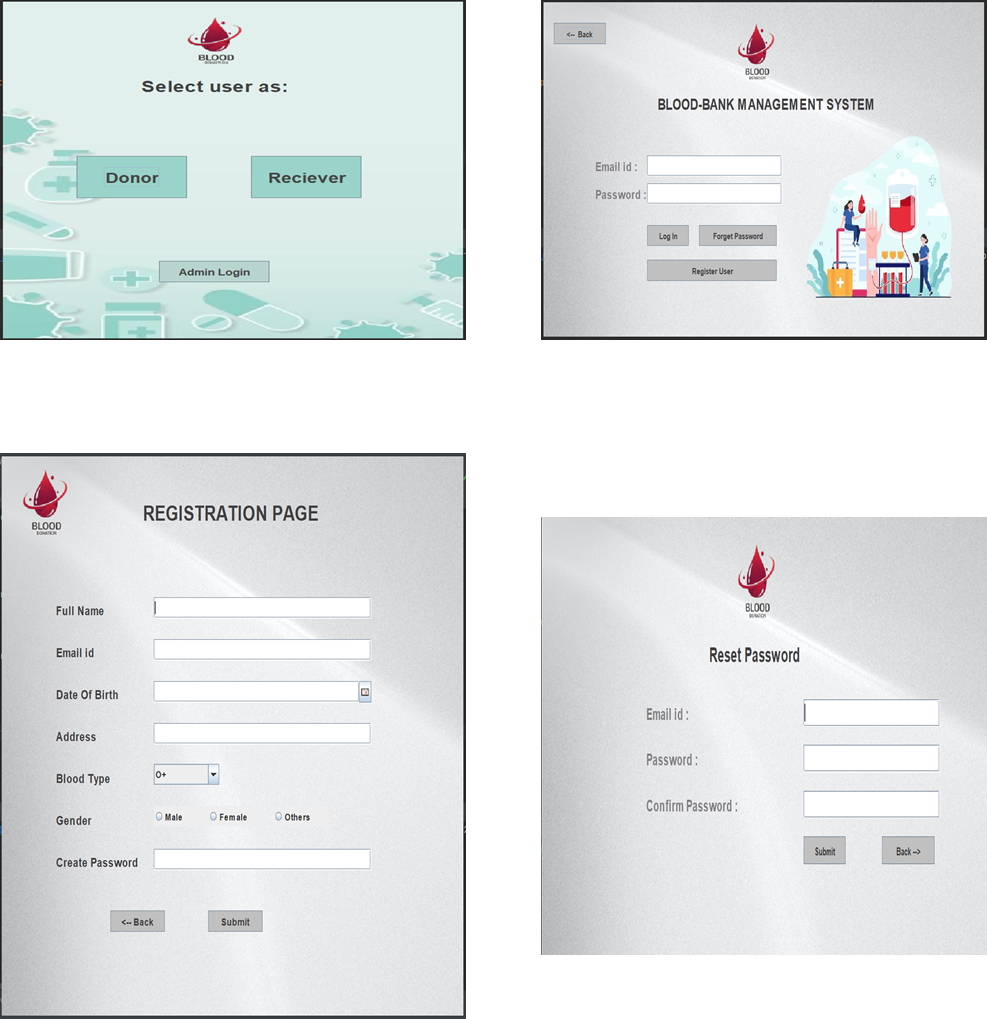 BLOOD
DONATION
Select user as:
Donor
Reciever
Admin Login
<-- Back
BLOOD
DONATION
BLOOD-BANK MANAGEMENT SYSTEM
Email id :
Password :
Log In
Forget Password
Register User
BLOOD
DONATION
REGISTRATION PAGE
Full Name
Email id
Date Of Birth
Address
Blood Type
O+
Gender
Male
Female
Others
Create Password
<-- Back
Submit
BLOOD
DONATION
Reset Password
Email id :
Password :
Confirm Password :
Submit
Back -->